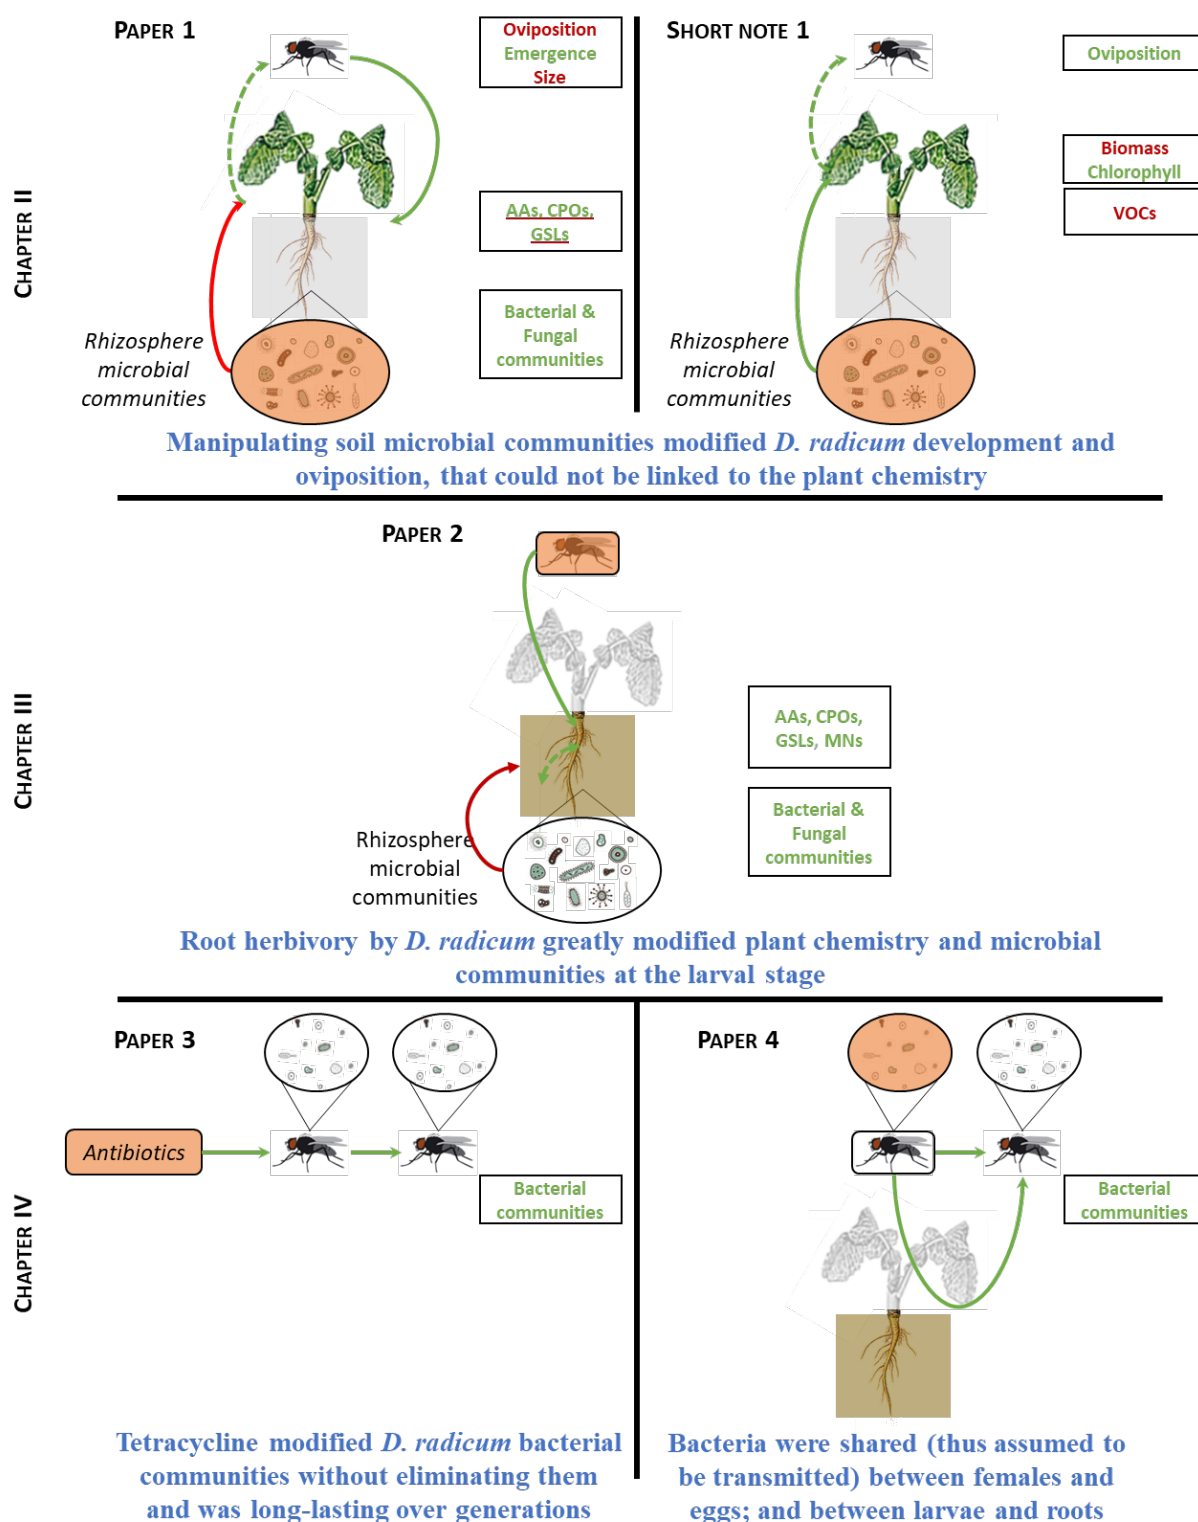 CHAPTER II
PAPER 1
Oviposition
Emergence
Size
AAs, CPOs,
GSLs
Bacterial &
Fungal
communities
Rhizosphere
microbial
communities
SHORT NOTE 1
Oviposition
Biomass
Chlorophyll
VOCs
Rhizosphere
microbial
communities
Manipulating soil microbial communities modified D. radicum development and
oviposition, that could not be linked to the plant chemistry
CHAPTER III
PAPER 2
AAs, CPOs,
GSLs, MNs
Bacterial &
Fungal
communities
Rhizosphere
microbial
communities
Root herbivory by D. radicum greatly modified plant chemistry and microbial
communities at the larval stage
CHAPTER IV
PAPER 3
Antibiotics
Bacterial
communities
Tetracycline modified D. radicum bacterial
communities without eliminating them
and was long-lasting over generations
PAPER 4
Bacterial
communities
Bacteria were shared (thus assumed to
be transmitted) between females and
eggs; and between larvae and roots